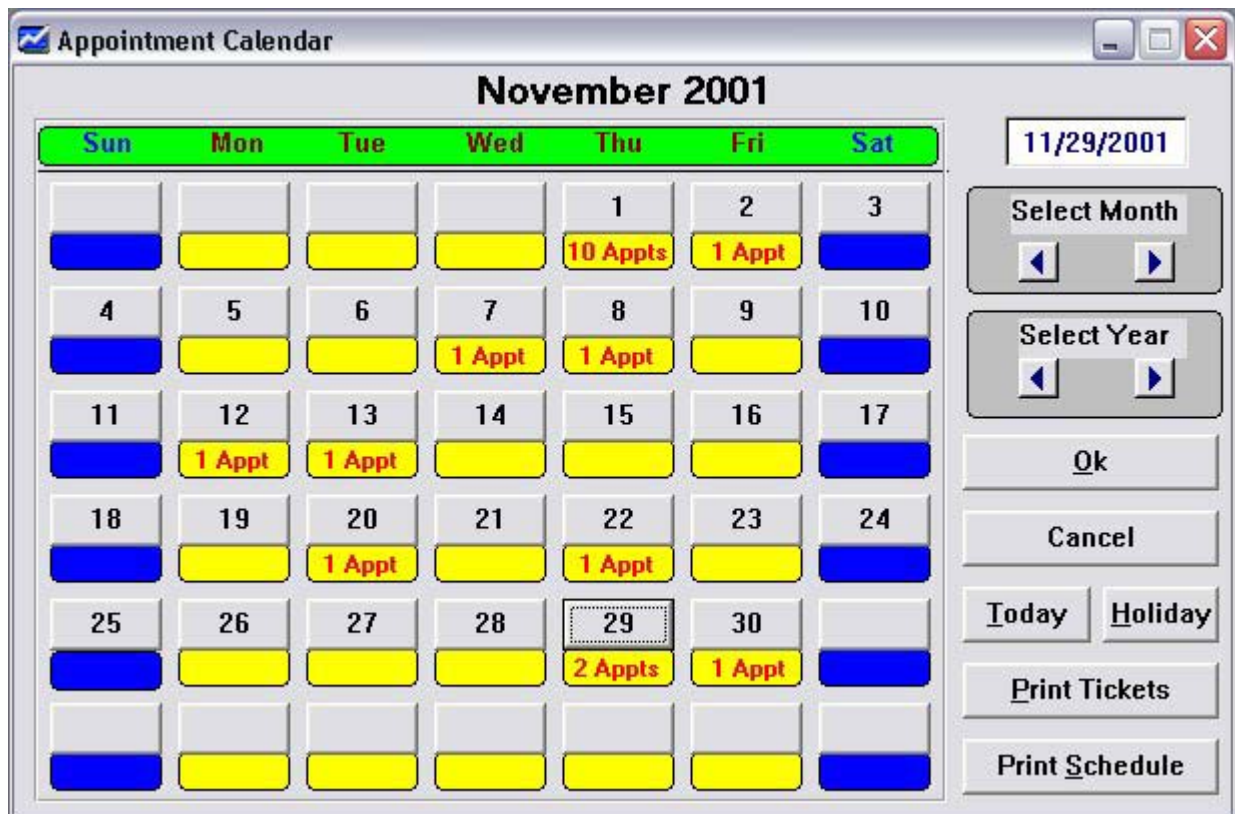 Appointment Calendar
November 2001
Sun Mon Tue Wed Thu Fri Sat
1 2 3
10 Appts 1 Appt
4 5 6 7 8 9 10
1 Appt 1 Appt
11 12 13 14 15 16 17
1 Appt 1 Appt
18 19 20 21 22 23 24
1 Appt 1 Appt
25 26 27 28 29 30
2 Appts 1 Appt
11/29/2001
Select Month
Select Year
Ok
Cancel
Today Holiday
Print Tickets
Print Schedule